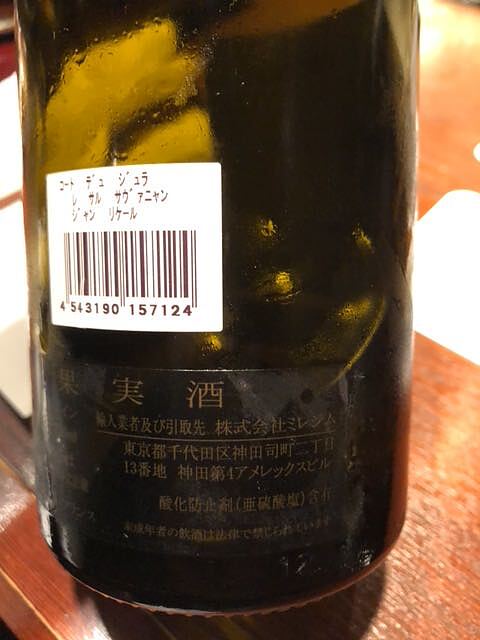 コート デュ ジュラ
レ サル サヴァニャン
ジャン リケール
4 543190 157124
果実酒
輸入業者及び引取先 株式会社ミレジム
東京都千代田区神田司町二丁目
13番地 神田第4アメレックスビル
酸化防止剤(亜硫酸塩)含有
未成年者の飲酒は法律で禁じられています